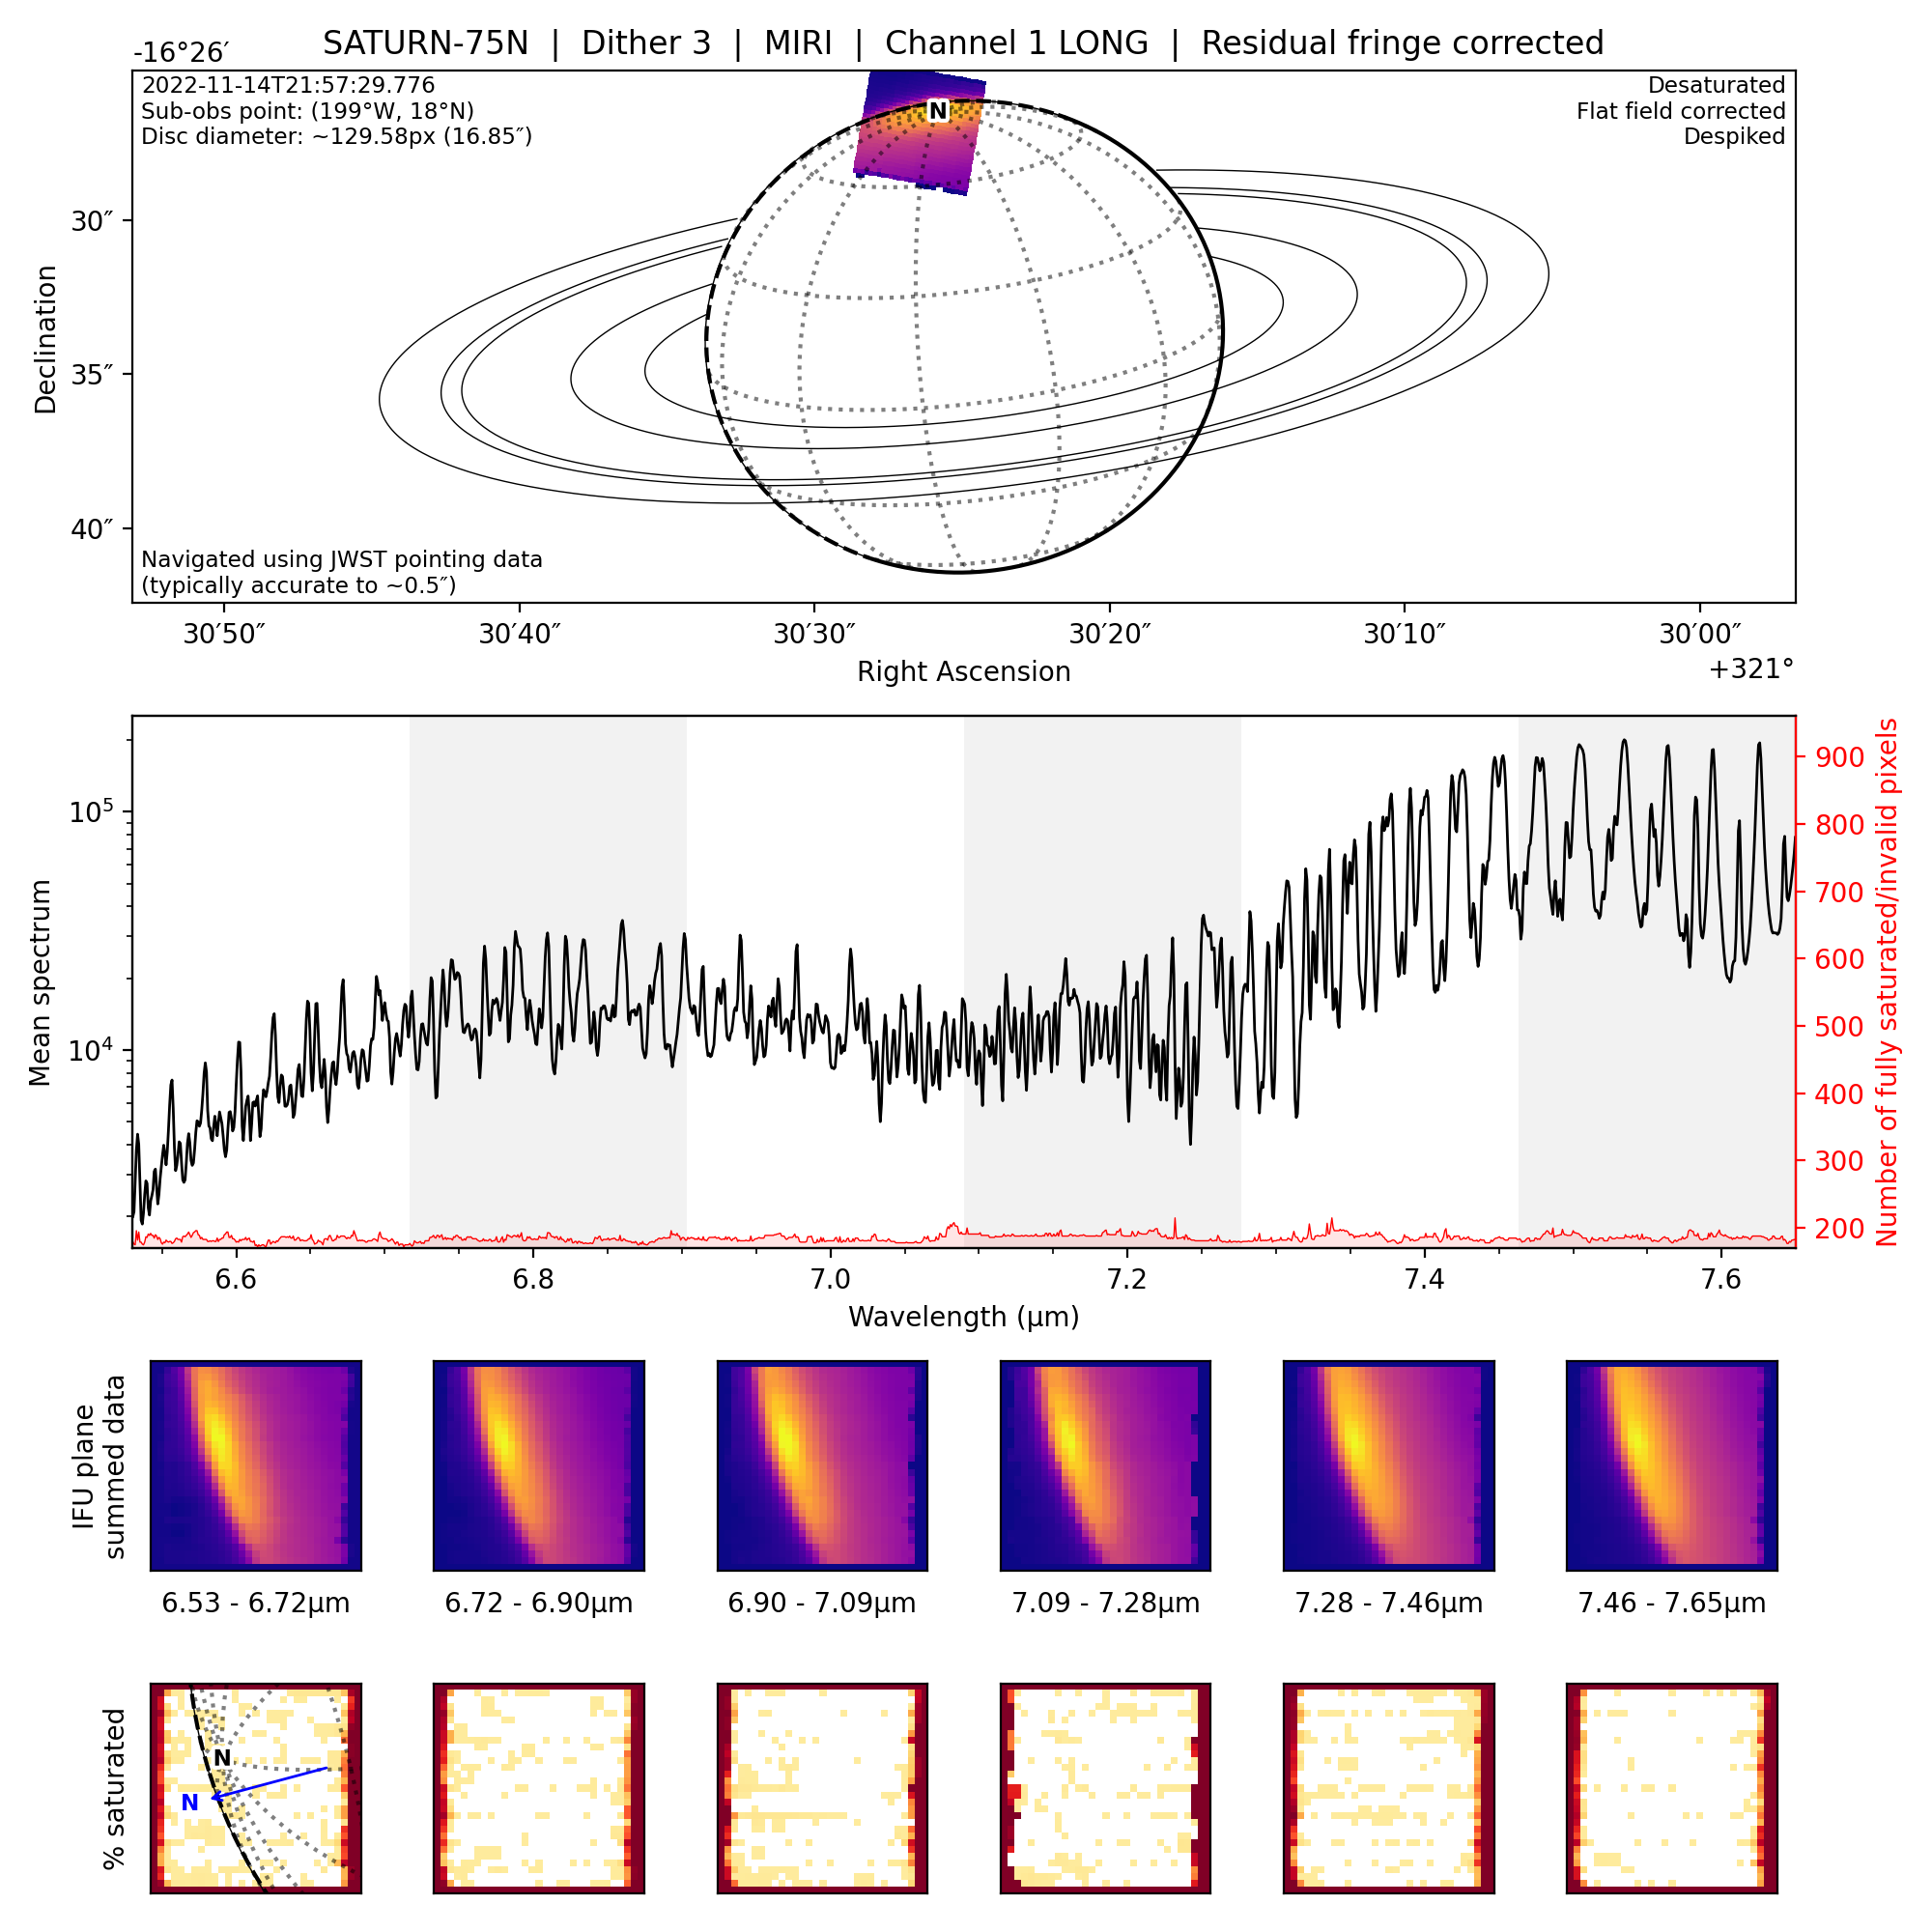 SATURN-75N | Dither 3 | MIRI | Channel 1 LONG | Residual fringe corrected
-16°26′
2022-11-14T21:57:29.776
Sub-obs point: (199°W, 18°N)
Disc diameter: ~129.58px (16.85″)
Desaturated
Flat field corrected
Despiked
N
30″
35″
40″
Declination
Navigated using JWST pointing data
(typically accurate to ~0.5″)
30′50″ 30′40″ 30′30″ 30′20″ 30′10″ 30′00″
Right Ascension
+321°
Mean spectrum
10⁵
10⁴
900
800
700
600
500
400
300
200
Number of fully saturated/invalid pixels
6.6 6.8 7.0 7.2 7.4 7.6
Wavelength (µm)
IFU plane
summed data
6.53 - 6.72µm 6.72 - 6.90µm 6.90 - 7.09µm 7.09 - 7.28µm 7.28 - 7.46µm 7.46 - 7.65µm
% saturated
N
N